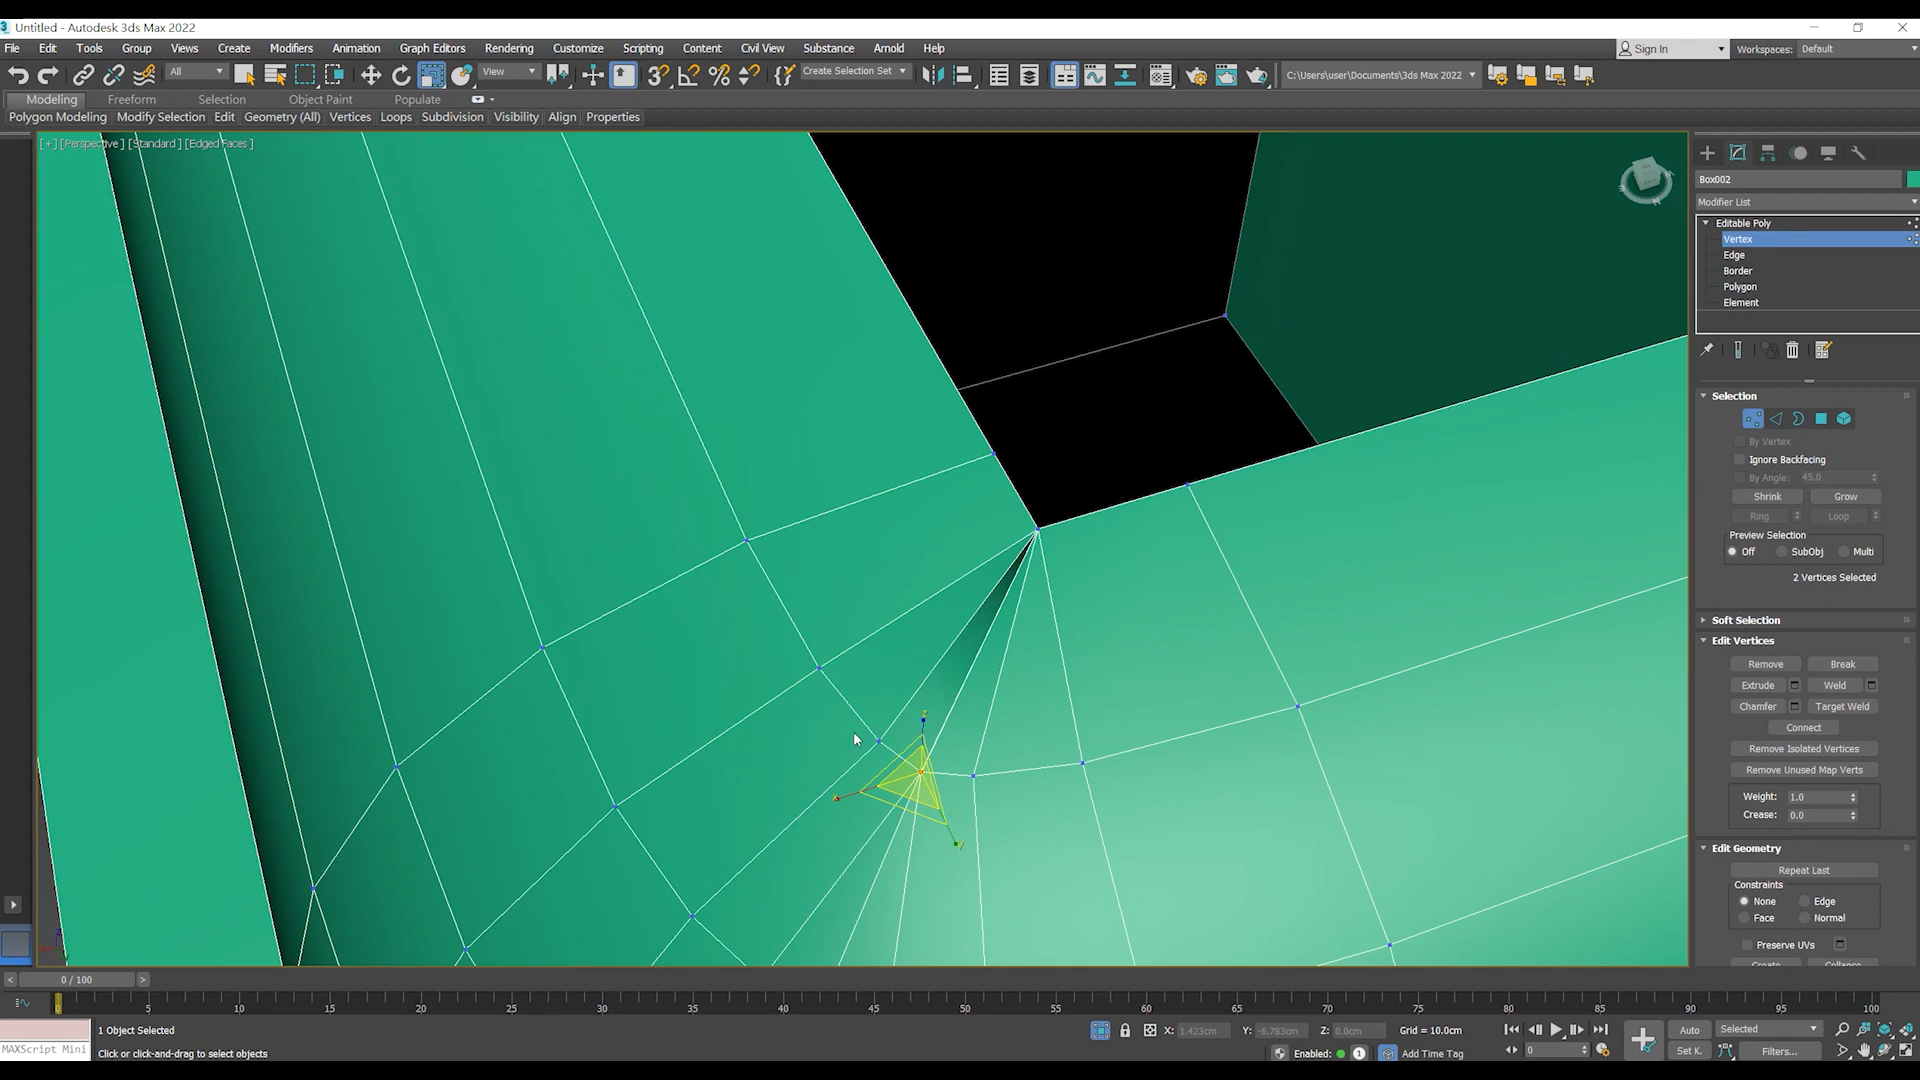 Untitled - Autodesk 3ds Max 2022
File Edit Tools Group Views Create Modifiers Animation Graph Editors Rendering Customize Scripting Content Civil View Substance Arnold Help
Sign In Workspaces: Default
All View Create Selection Set C:\Users\user\Documents\3ds Max 2022
Modeling Freeform Selection Object Paint Populate
Polygon Modeling Modify Selection Edit Geometry (All) Vertices Loops Subdivision Visibility Align Properties
[+] [Perspective ] [Standard ] [Edged Faces ]
Box002
Modifier List
Editable Poly
Vertex
Edge
Border
Polygon
Element
Selection
By Vertex
Ignore Backfacing
By Angle: 45.0
Shrink Grow
Ring Loop
Preview Selection
Off SubObj Multi
2 Vertices Selected
Soft Selection
Edit Vertices
Remove Break
Extrude Weld
Chamfer Target Weld
Connect
Remove Isolated Vertices
Remove Unused Map Verts
Weight: 1.0
Crease: 0.0
Edit Geometry
Repeat Last
Constraints
None Edge
Face Normal
Preserve UVs
Create Collapse
0 / 100
0 5 10 15 20 25 30 35 40 45 50 55 60 65 70 75 80 85 90 95 100
1 Object Selected
X: 1.423cm Y: -6.783cm Z: 0.0cm Grid = 10.0cm
Auto Selected
MAXScript Mini
Click or click-and-drag to select objects
Enabled: 1 Add Time Tag
0
Set K. Filters...